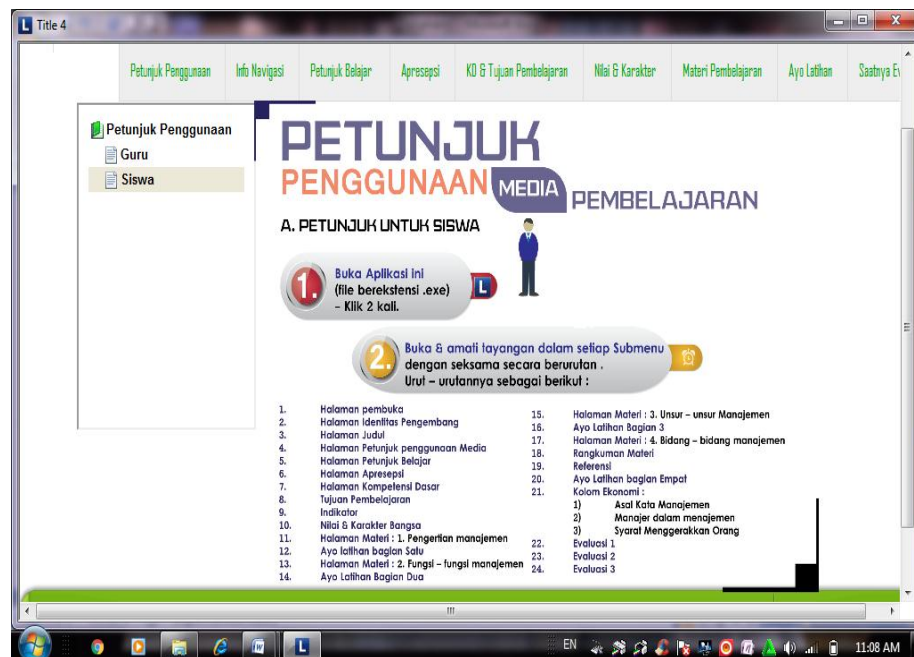 Title 4
Petunjuk Penggunaan
Info Navigasi
Petunjuk Belajar
Apresepsi
KD & Tujuan Pembelajaran
Nilai & Karakter
Materi Pembelajaran
Ayo Latihan
Saatnya Ev
Petunjuk Penggunaan
Guru
Siswa
PETUNJUK
PENGGUNAAN MEDIA PEMBELAJARAN
A. PETUNJUK UNTUK SISWA
1. Buka Aplikasi ini
(file berekstensi .exe)
– Klik 2 kali.
L
2. Buka & amati tayangan dalam setiap Submenu
dengan seksama secara berurutan .
Urut – urutannya sebagai berikut :
1. Halaman pembuka
2. Halaman Identitas Pengembang
3. Halaman Judul
4. Halaman Petunjuk penggunaan Media
5. Halaman Petunjuk Belajar
6. Halaman Apresepsi
7. Halaman Kompetensi Dasar
8. Tujuan Pembelajaran
9. Indikator
10. Nilai & Karakter Bangsa
11. Halaman Materi : 1. Pengertian manajemen
12. Ayo latihan bagian Satu
13. Halaman Materi : 2. Fungsi – fungsi manajemen
14. Ayo Latihan Bagian Dua
15. Halaman Materi : 3. Unsur – unsur Manajemen
16. Ayo Latihan Bagian 3
17. Halaman Materi : 4. Bidang – bidang manajemen
18. Rangkuman Materi
19. Referensi
20. Ayo Latihan bagian Empat
21. Kolom Ekonomi :
1) Asal Kata Manajemen
2) Manajer dalam menajemen
3) Syarat Menggerakkan Orang
22. Evaluasi 1
23. Evaluasi 2
24. Evaluasi 3
EN
11:08 AM